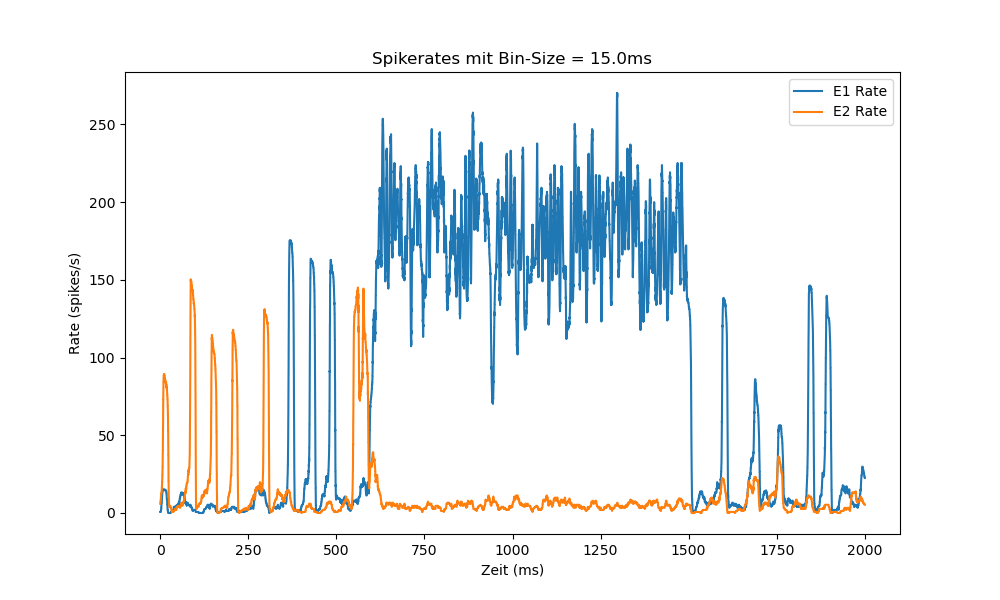 Spikerates mit Bin-Size = 15.0ms
E1 Rate
E2 Rate
Rate (spikes/s)
250
200
150
100
50
0
0 250 500 750 1000 1250 1500 1750 2000
Zeit (ms)